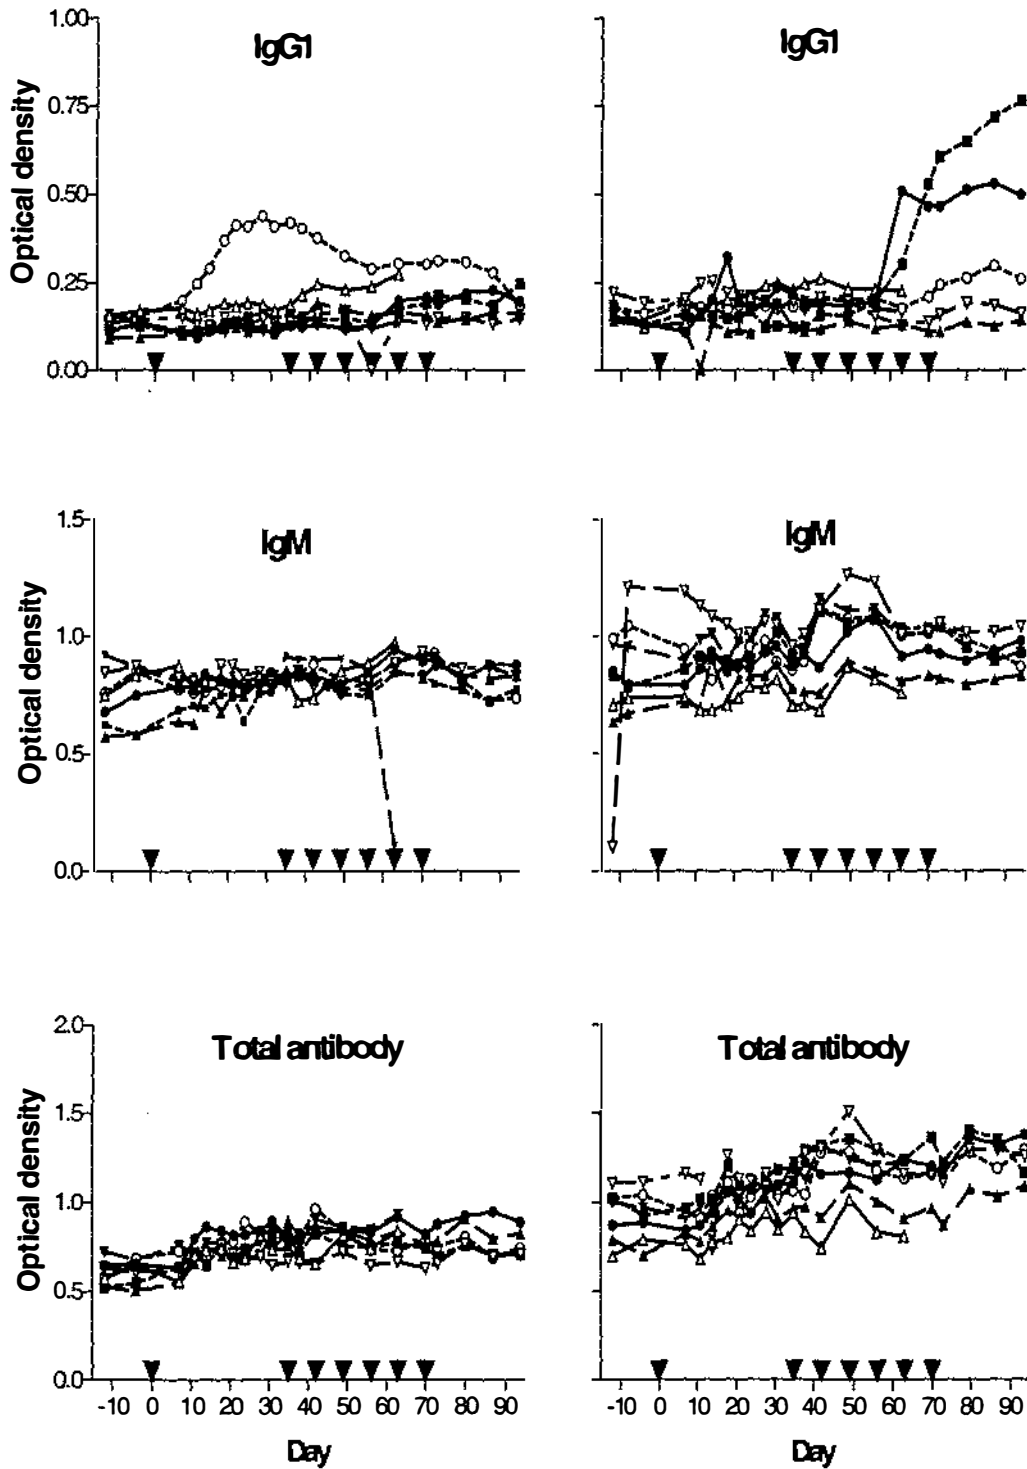 IgG1 IgG1
1.00
0.75
0.50
0.25
0.00
Optical density
IgM IgM
1.5
1.0
0.5
0.0
Optical density
Total antibody Total antibody
2.0
1.5
1.0
0.5
0.0
Optical density
-10 0 10 20 30 40 50 60 70 80 90 -10 0 10 20 30 40 50 60 70 80 90
Day Day